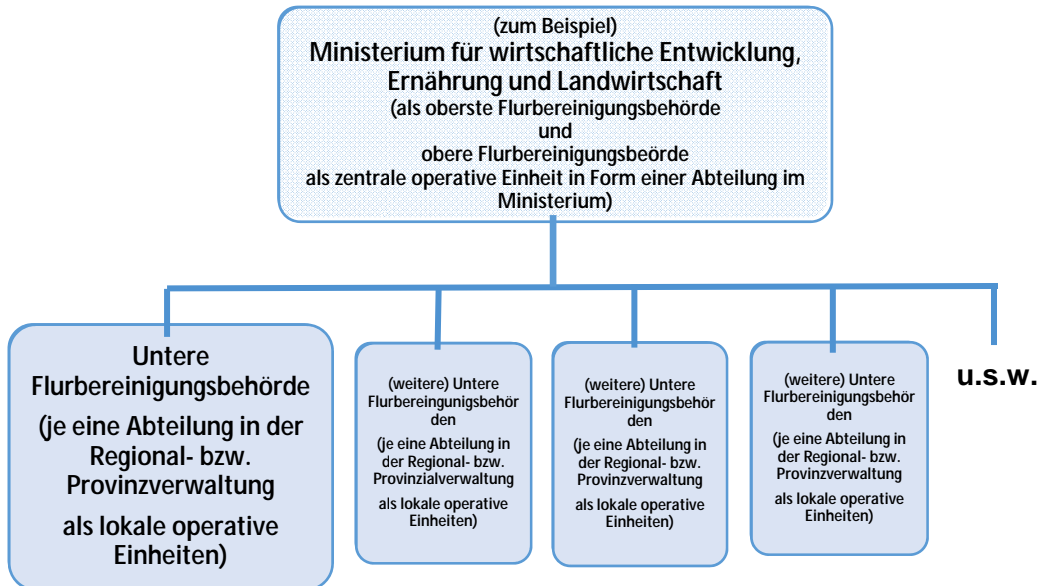 (zum Beispiel)
Ministerium für wirtschaftliche Entwicklung,
Ernährung und Landwirtschaft
(als oberste Flurbereinigungsbehörde
und
obere Flurbereinigungsbeörde
als zentrale operative Einheit in Form einer Abteilung im
Ministerium)
Untere
Flurbereinigungsbehörde
(je eine Abteilung in der
Regional- bzw.
Provinzverwaltung
als lokale operative
Einheiten)
(weitere) Untere
Flurbereingunigsbehör
den
(je eine Abteilung in
der Regional- bzw.
Provinzialverwaltung
als lokale operative
Einheiten)
(weitere) Untere
Flurbereinigungsbehör
den
(je eine Abteilung in
der Regional- bzw.
Provinzverwaltung
als lokale operative
Einheiten)
(weitere) Untere
Flurbereinigungsbehör
den
(je eine Abteilung in
der Regional- bzw.
Provinzverwaltung
als lokale operative
Einheiten)
u.s.w.